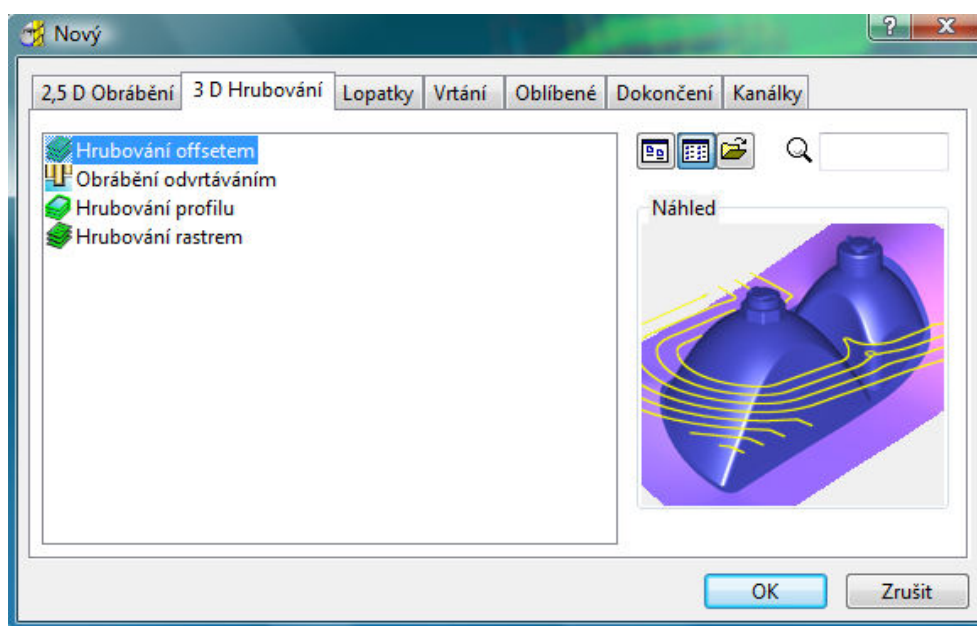 Nový
2,5 D Obrábění 3 D Hrubování Lopatky Vrtání Oblíbené Dokončení Kanálky
Hrubování offsetem
Obrábění odvrtáváním
Hrubování profilu
Hrubování rastrem
Náhled
OK Zrušit